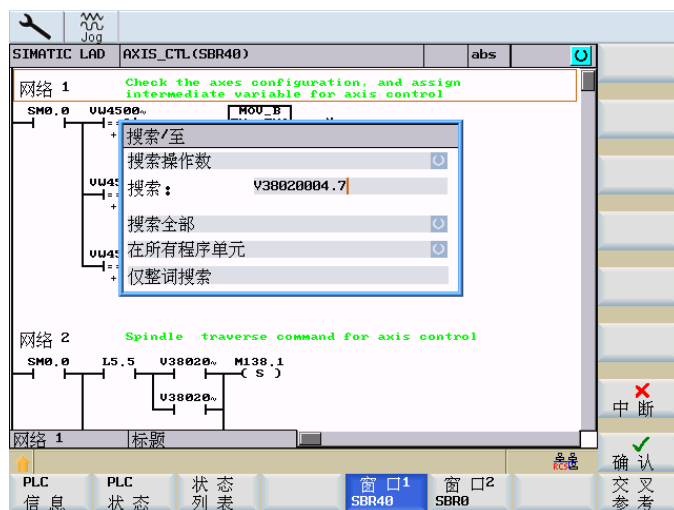 Jog
SIMATIC LAD AXIS_CTL(SBR40) abs
网络 1 Check the axes configuration, and assign
intermediate variable for axis control
SM0.0 VW4500~ MOV_B
搜索/至
搜索操作数
搜索： V38020004.7
搜索全部
在所有程序单元
仅整词搜索
VW45
VW45
网络 2 Spindle traverse command for axis control
SM0.0 L5.5 V38020~ M138.1
( S )
V38020~
网络 1 标题
中断
RCS
确认
PLC 信息
PLC 状态
状态 列表
窗口1 SBR40
窗口2 SBR0
交叉 参考